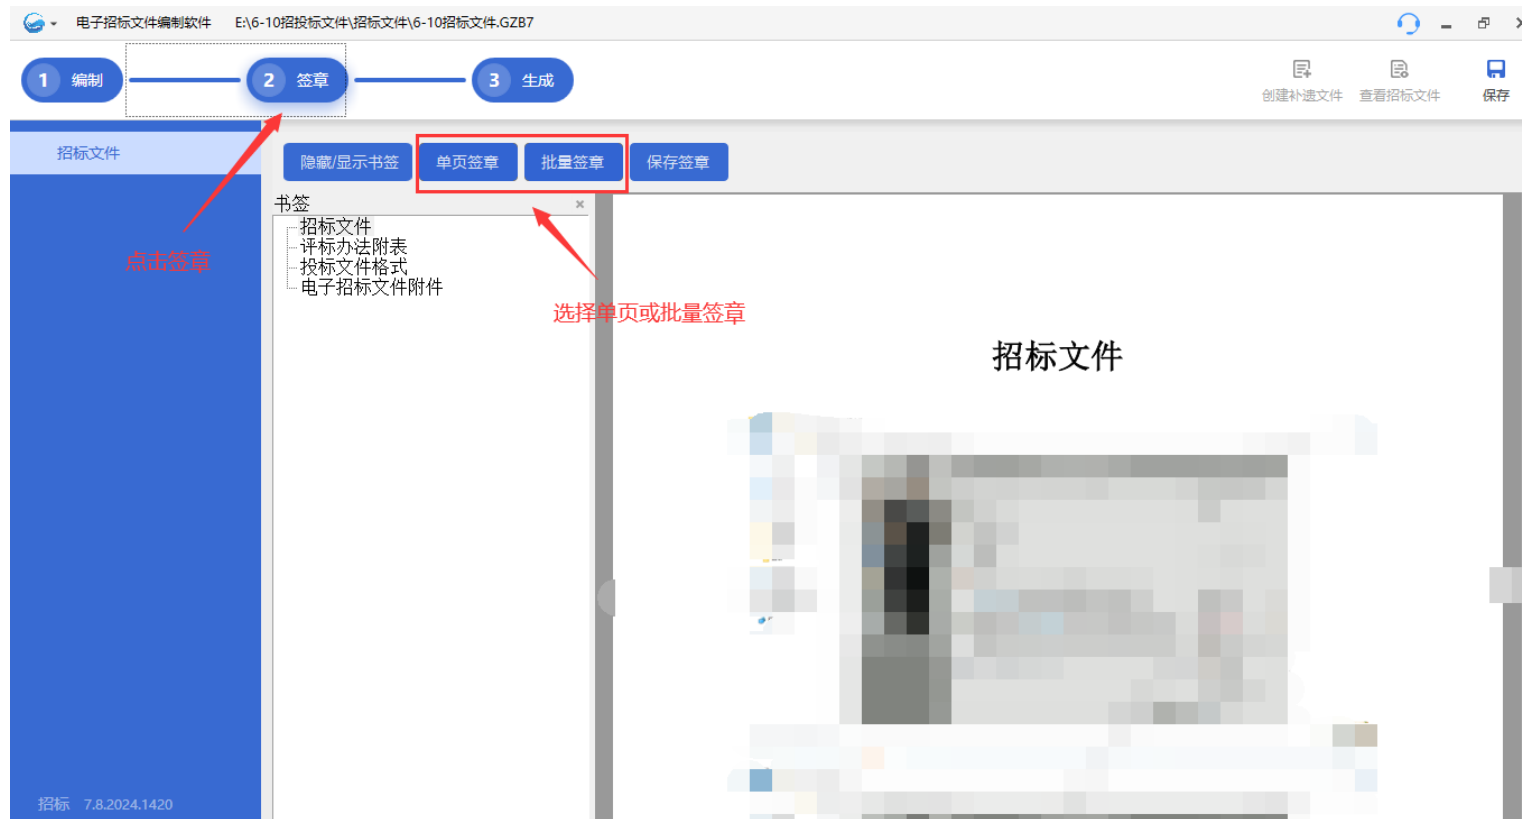 电子招标文件编制软件 E:\6-10招投标文件\招标文件\6-10招标文件.GZB7
1 编制
2 签章
3 生成
创建补遗文件
查看招标文件
保存
招标文件
隐藏/显示书签
单页签章
批量签章
保存签章
书签
招标文件
评标办法附表
投标文件格式
电子招标文件附件
点击签章
选择单页或批量签章
招标文件
招标 7.8.2024.1420